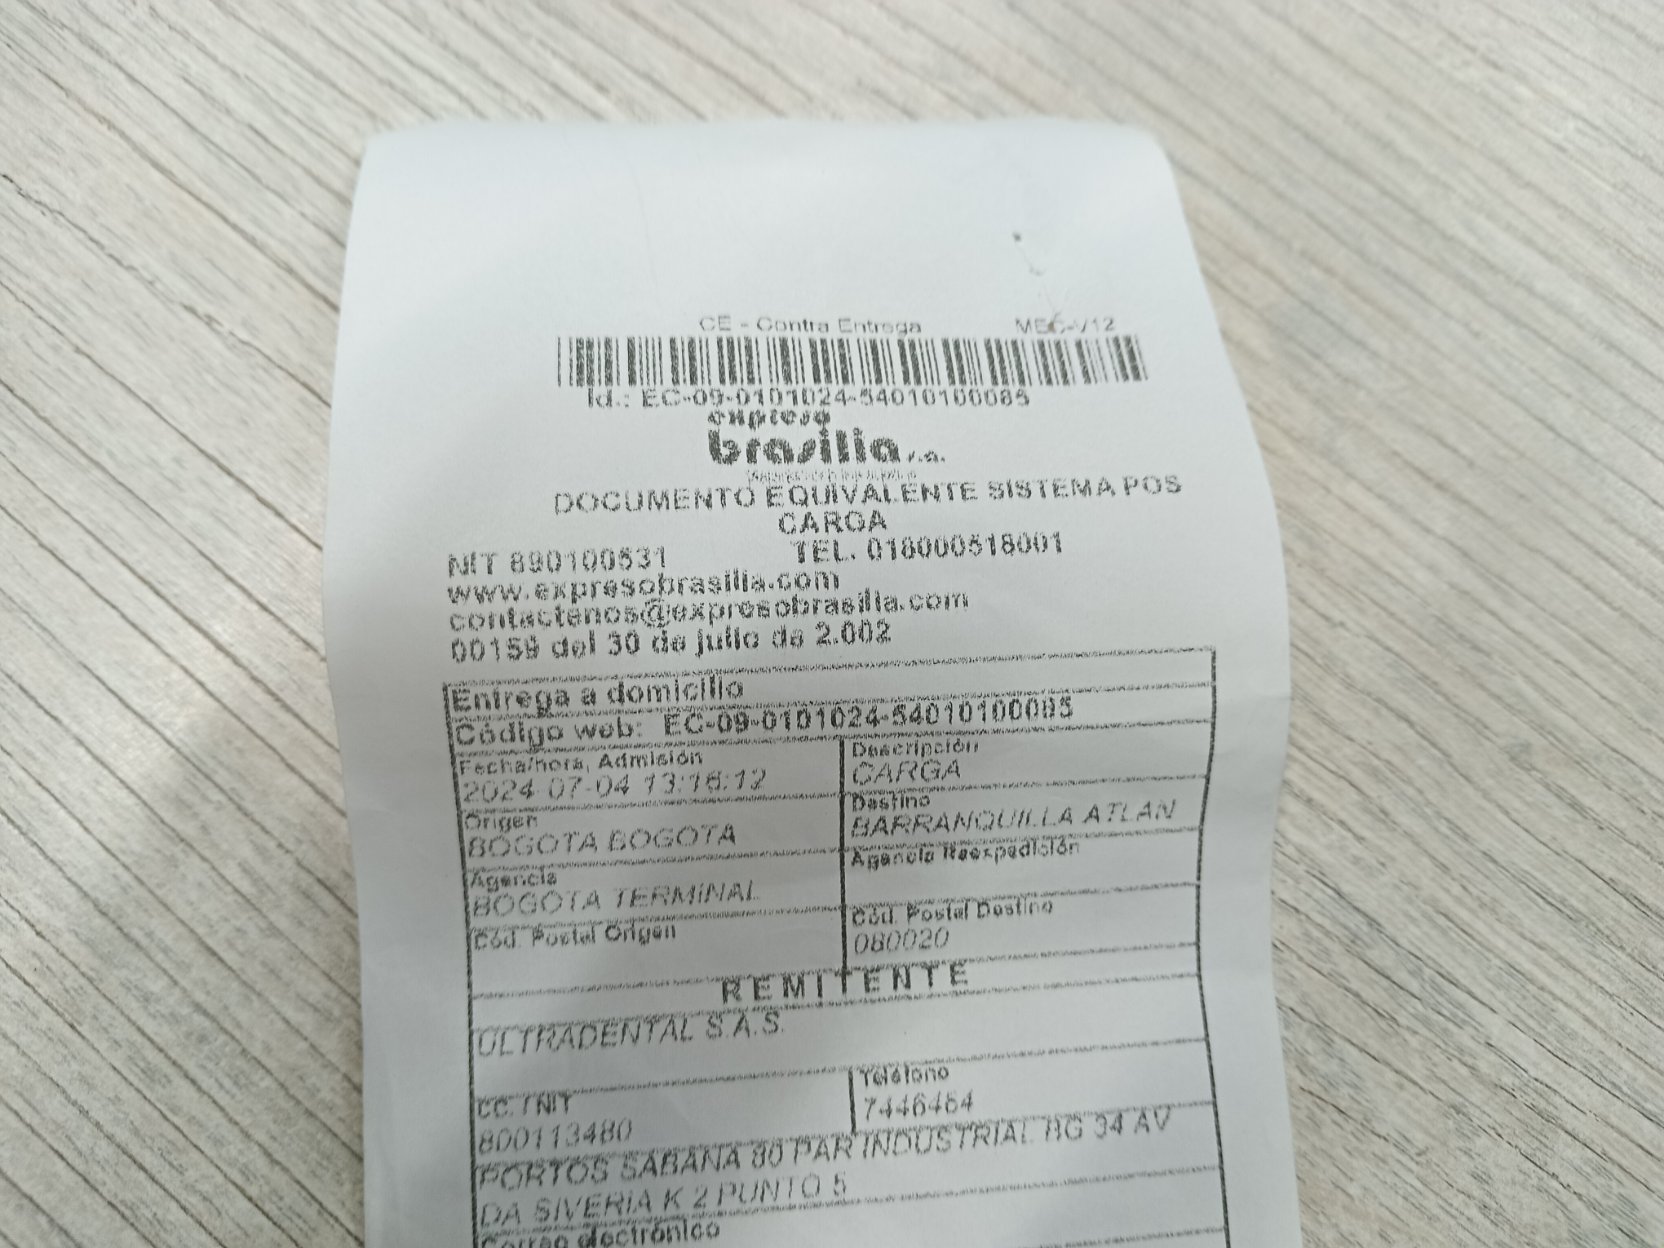 CE - Contra Entrega MEC-V12
Id.: EC-09-0101024-54010100085
expreso
brasilia s.a.
DOCUMENTO EQUIVALENTE SISTEMA POS
CARGA
NIT 890100531 TEL. 018000518001
www.expresobrasilia.com
contactenos@expresobrasilia.com
00159 del 30 de julio de 2.002
Entrega a domicilio
Código web: EC-09-0101024-54010100085
Fecha/hora, Admisión
2024-07-04 13:16:12
Descripción
CARGA
Origen
BOGOTA BOGOTA
Destino
BARRANQUILLA ATLAN
Agencia
BOGOTA TERMINAL
Agencia Reexpedición
Cód. Postal Origen
Cód. Postal Destino
080020
REMITENTE
ULTRADENTAL S.A.S.
CC. / NIT
800113480
Teléfono
7446464
PORTOS SABANA 80 PAR INDUSTRIAL BG 34 AV
DA SIVERIA K 2 PUNTO 5
Correo electrónico